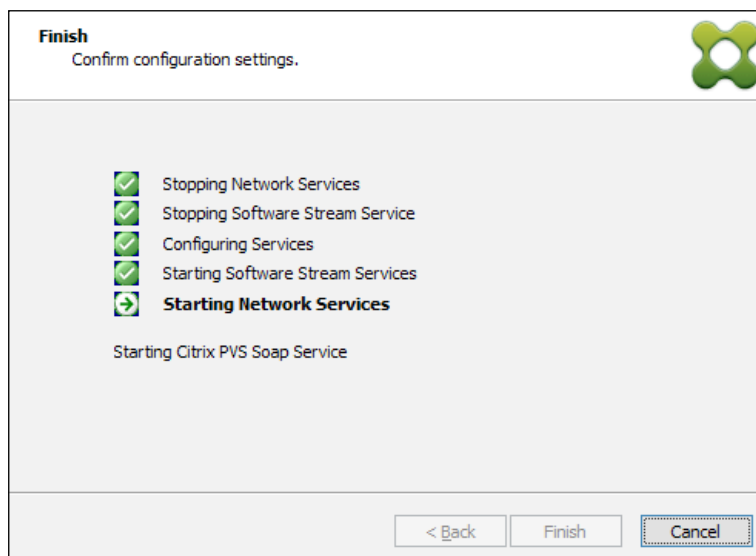 Finish
Confirm configuration settings.
Stopping Network Services
Stopping Software Stream Service
Configuring Services
Starting Software Stream Services
Starting Network Services
Starting Citrix PVS Soap Service
< Back Finish Cancel